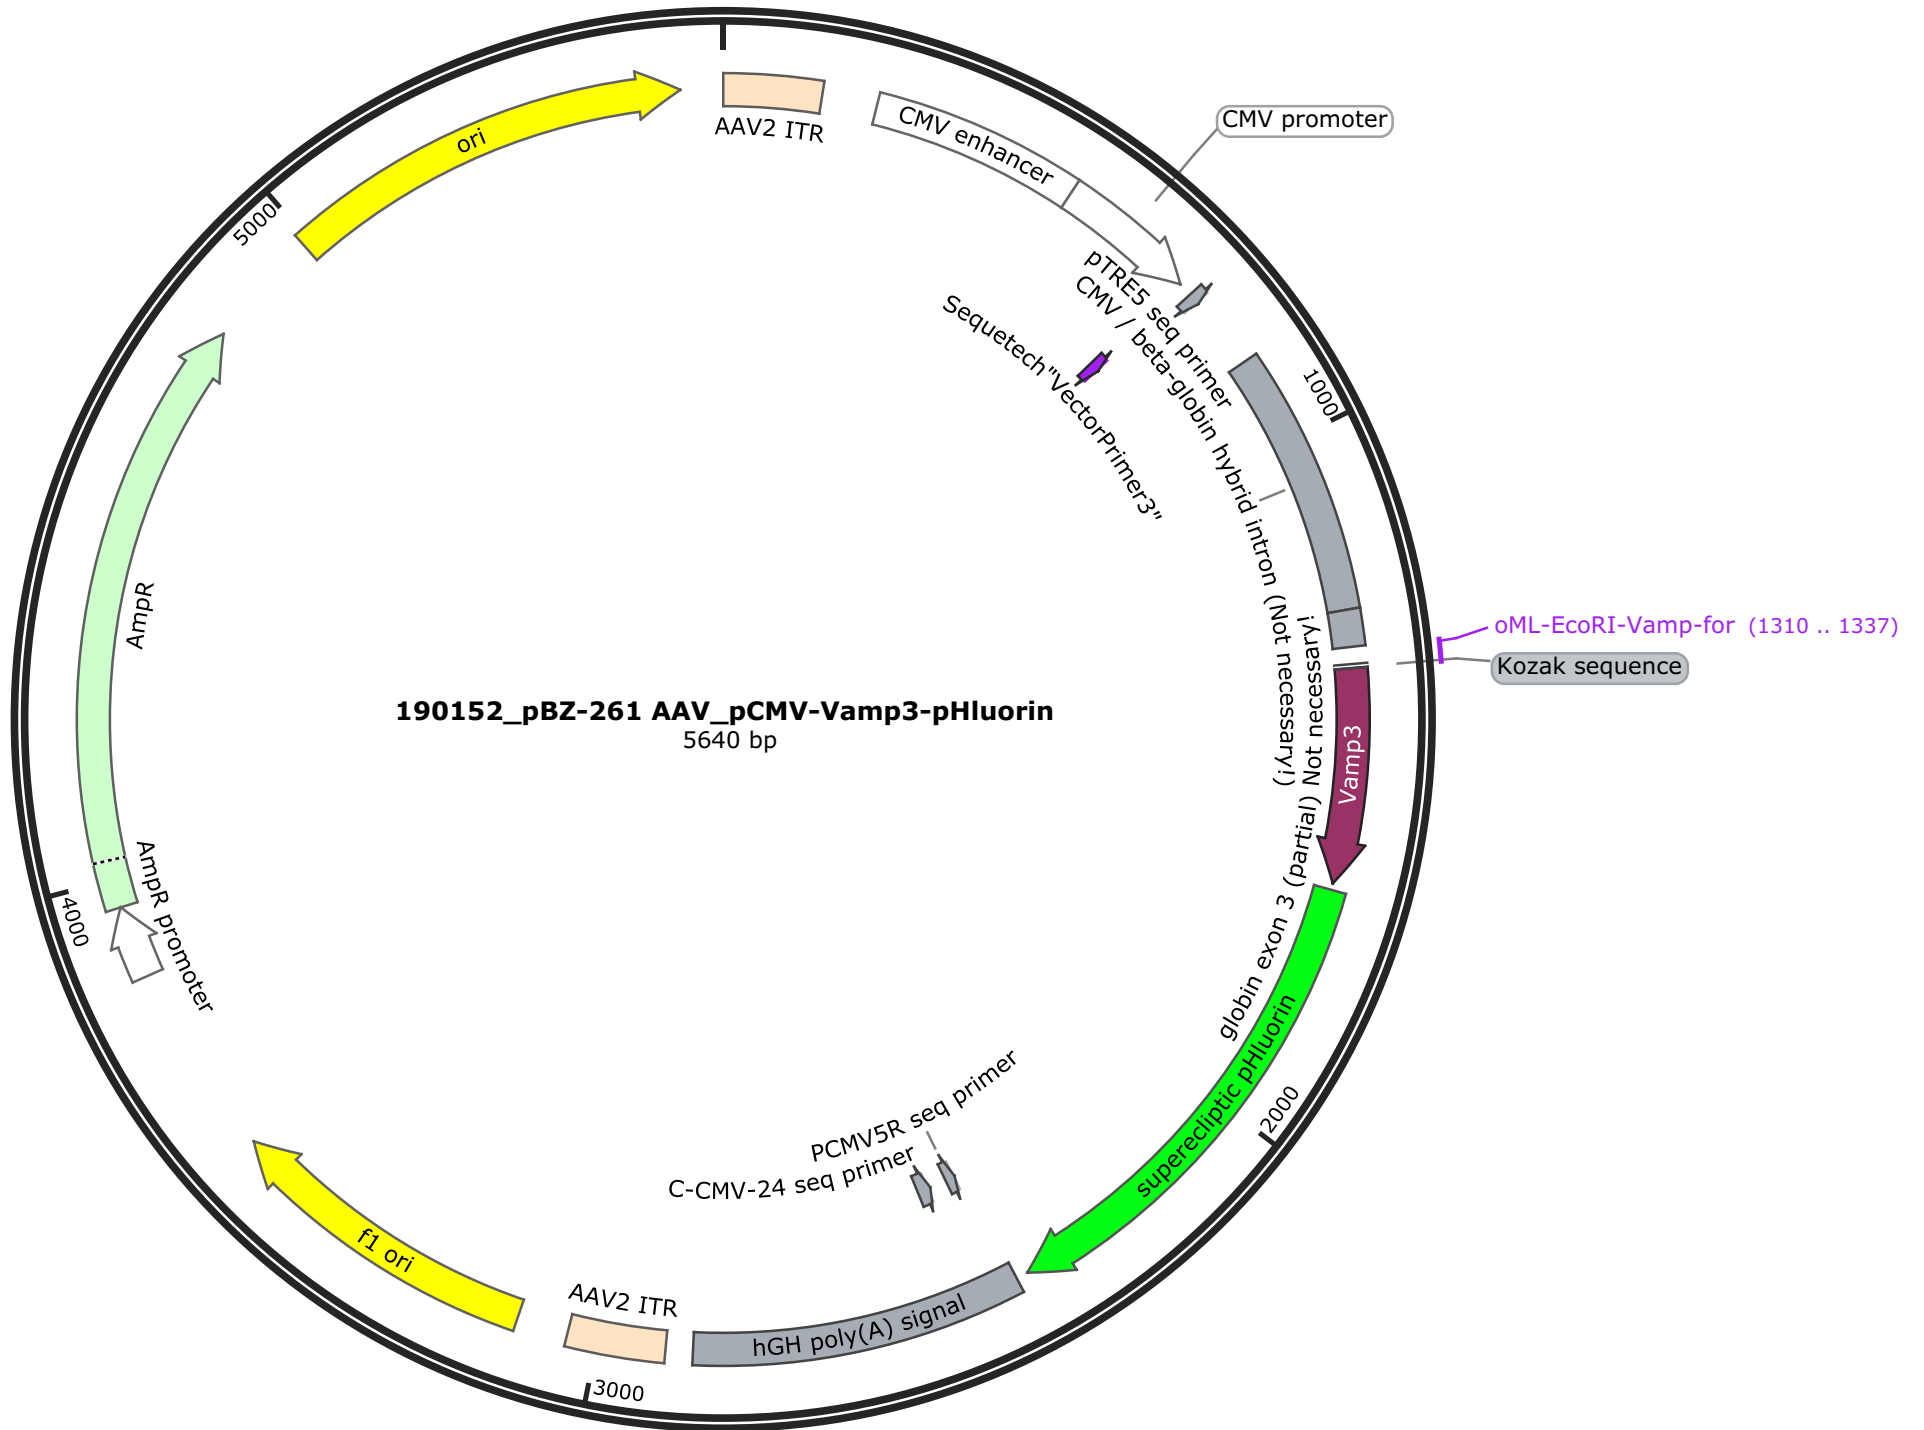 AAV2 ITR
CMV enhancer
CMV promoter
pTRE5 seq primer
CMV / beta-globin hybrid intron (Not necessary!)
Sequetech"VectorPrimer3"
1000
oML-EcoRI-Vamp-for (1310 .. 1337)
Kozak sequence
Vamp3
globin exon 3 (partial) Not necessary!
superecliptic pHluorin
2000
PCMV5R seq primer
C-CMV-24 seq primer
hGH poly(A) signal
3000
AAV2 ITR
f1 ori
AmpR promoter
4000
AmpR
5000
ori
190152_pBZ-261 AAV_pCMV-Vamp3-pHluorin
5640 bp